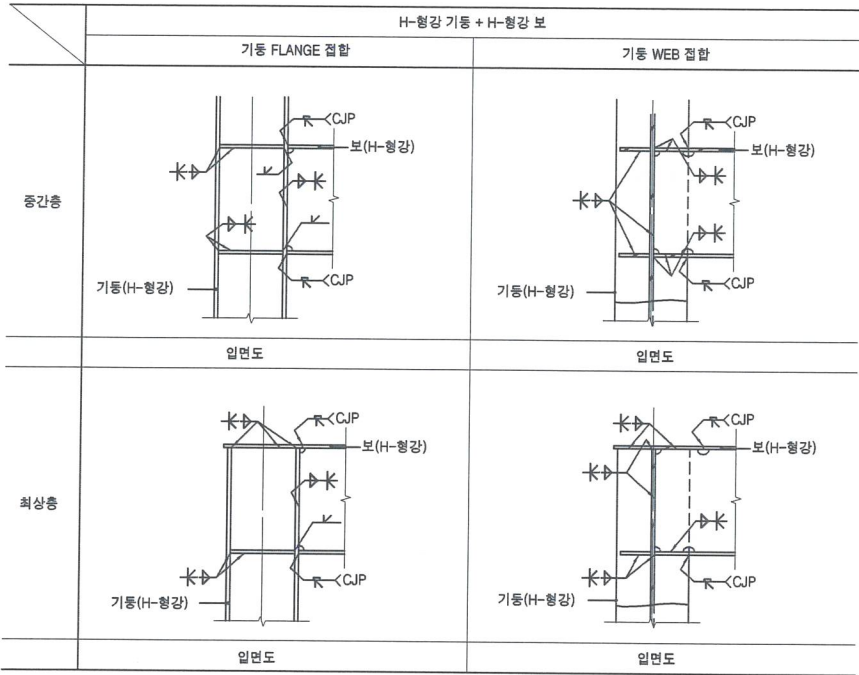 H-형강 기둥 + H-형강 보
기둥 FLANGE 접합
기둥 WEB 접합
중간층
CJP
보(H-형강)
기둥(H-형강)
CJP
입면도
CJP
보(H-형강)
기둥(H-형강)
CJP
입면도
최상층
CJP
보(H-형강)
기둥(H-형강)
CJP
입면도
CJP
보(H-형강)
기둥(H-형강)
CJP
입면도